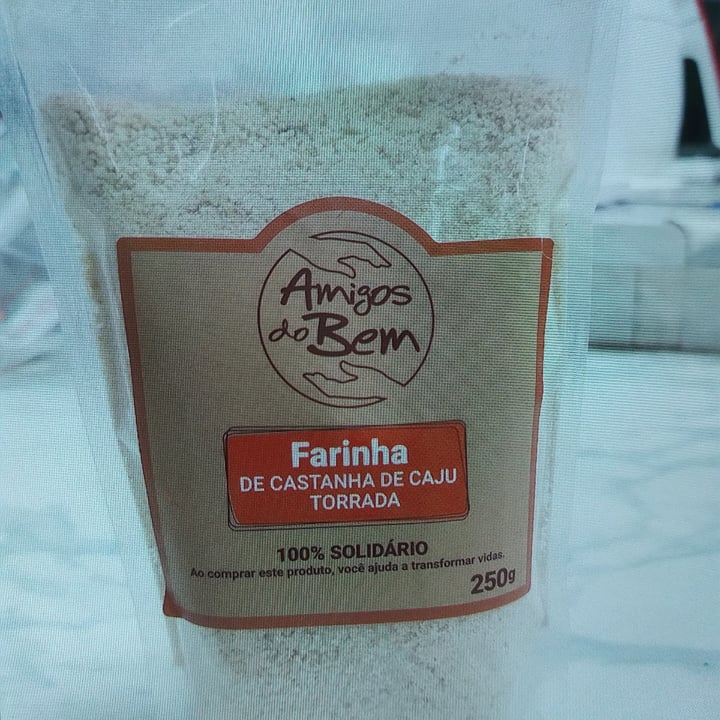 Amigos
do Bem
Farinha
DE CASTANHA DE CAJU
TORRADA
100% SOLIDÁRIO
Ao comprar este produto, você ajuda a transformar vidas.
250g